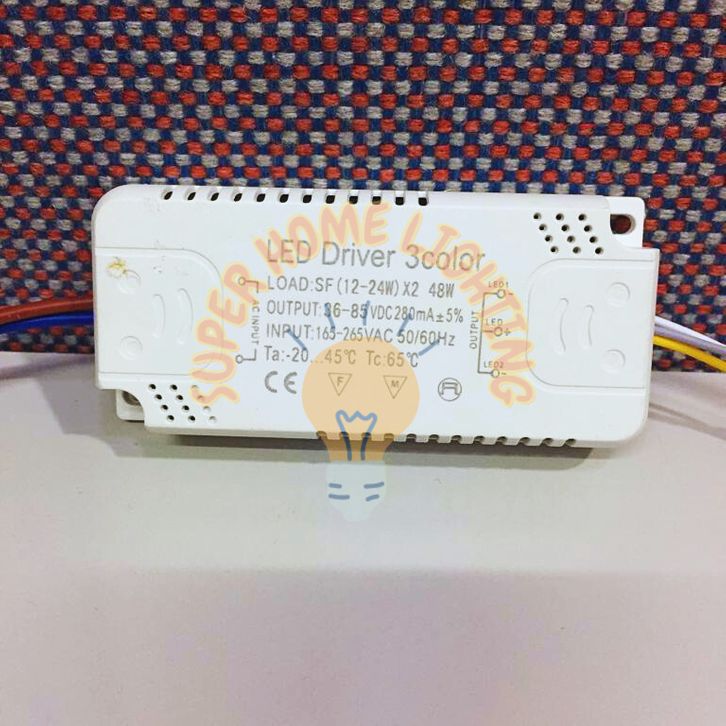 SUPER HOME LIGHTING
LED Driver 3color
LOAD:SF(12-24W)X2 48W
OUTPUT:36-85VDC280mA±5%
INPUT:165-265VAC 50/60Hz
Ta:-20...45℃ Tc:65℃
CE
F
M
AC INPUT
OUTPUT
LED1-
LED+
LED2-